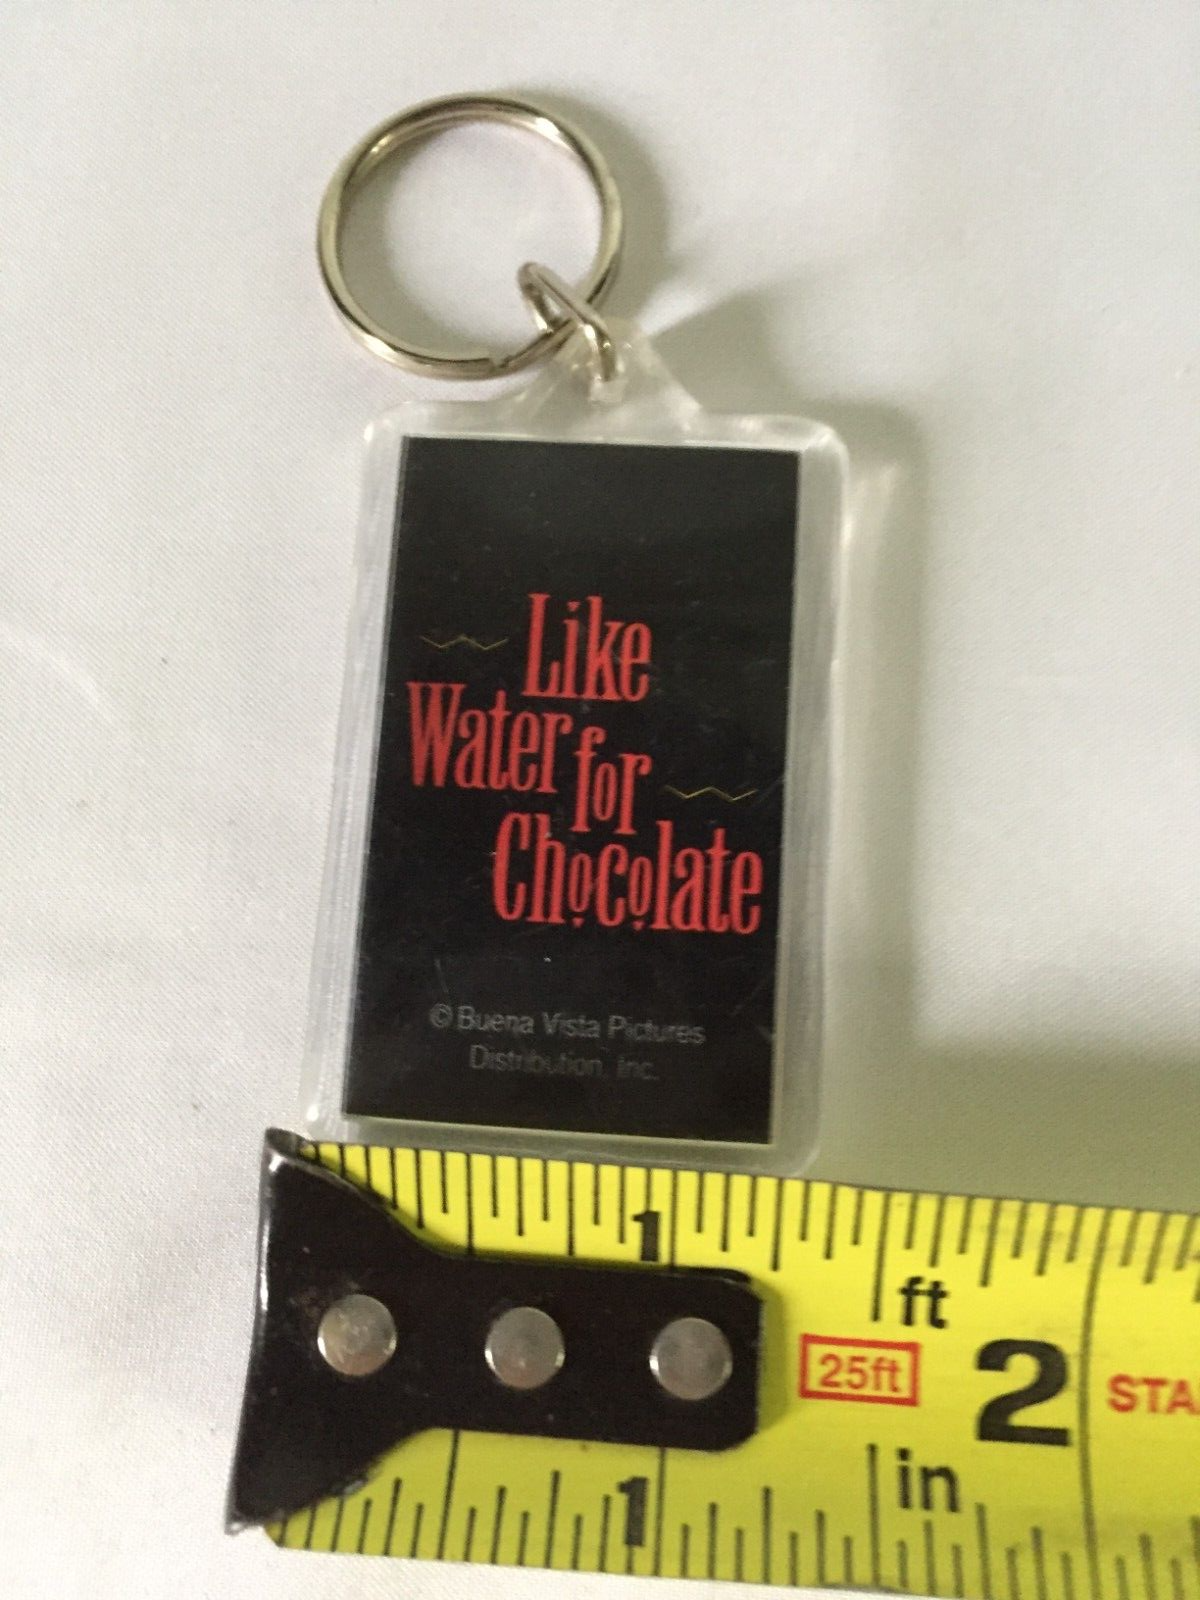 Like
Water for
Chocolate
© Buena Vista Pictures
Distribution, Inc.
1
ft
25ft
2
STA
1
in